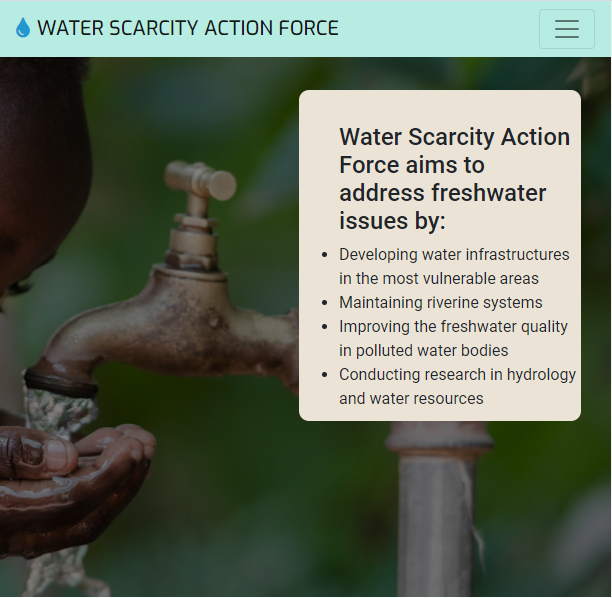 WATER SCARCITY ACTION FORCE
Water Scarcity Action
Force aims to
address freshwater
issues by:
Developing water infrastructures
in the most vulnerable areas
Maintaining riverine systems
Improving the freshwater quality
in polluted water bodies
Conducting research in hydrology
and water resources